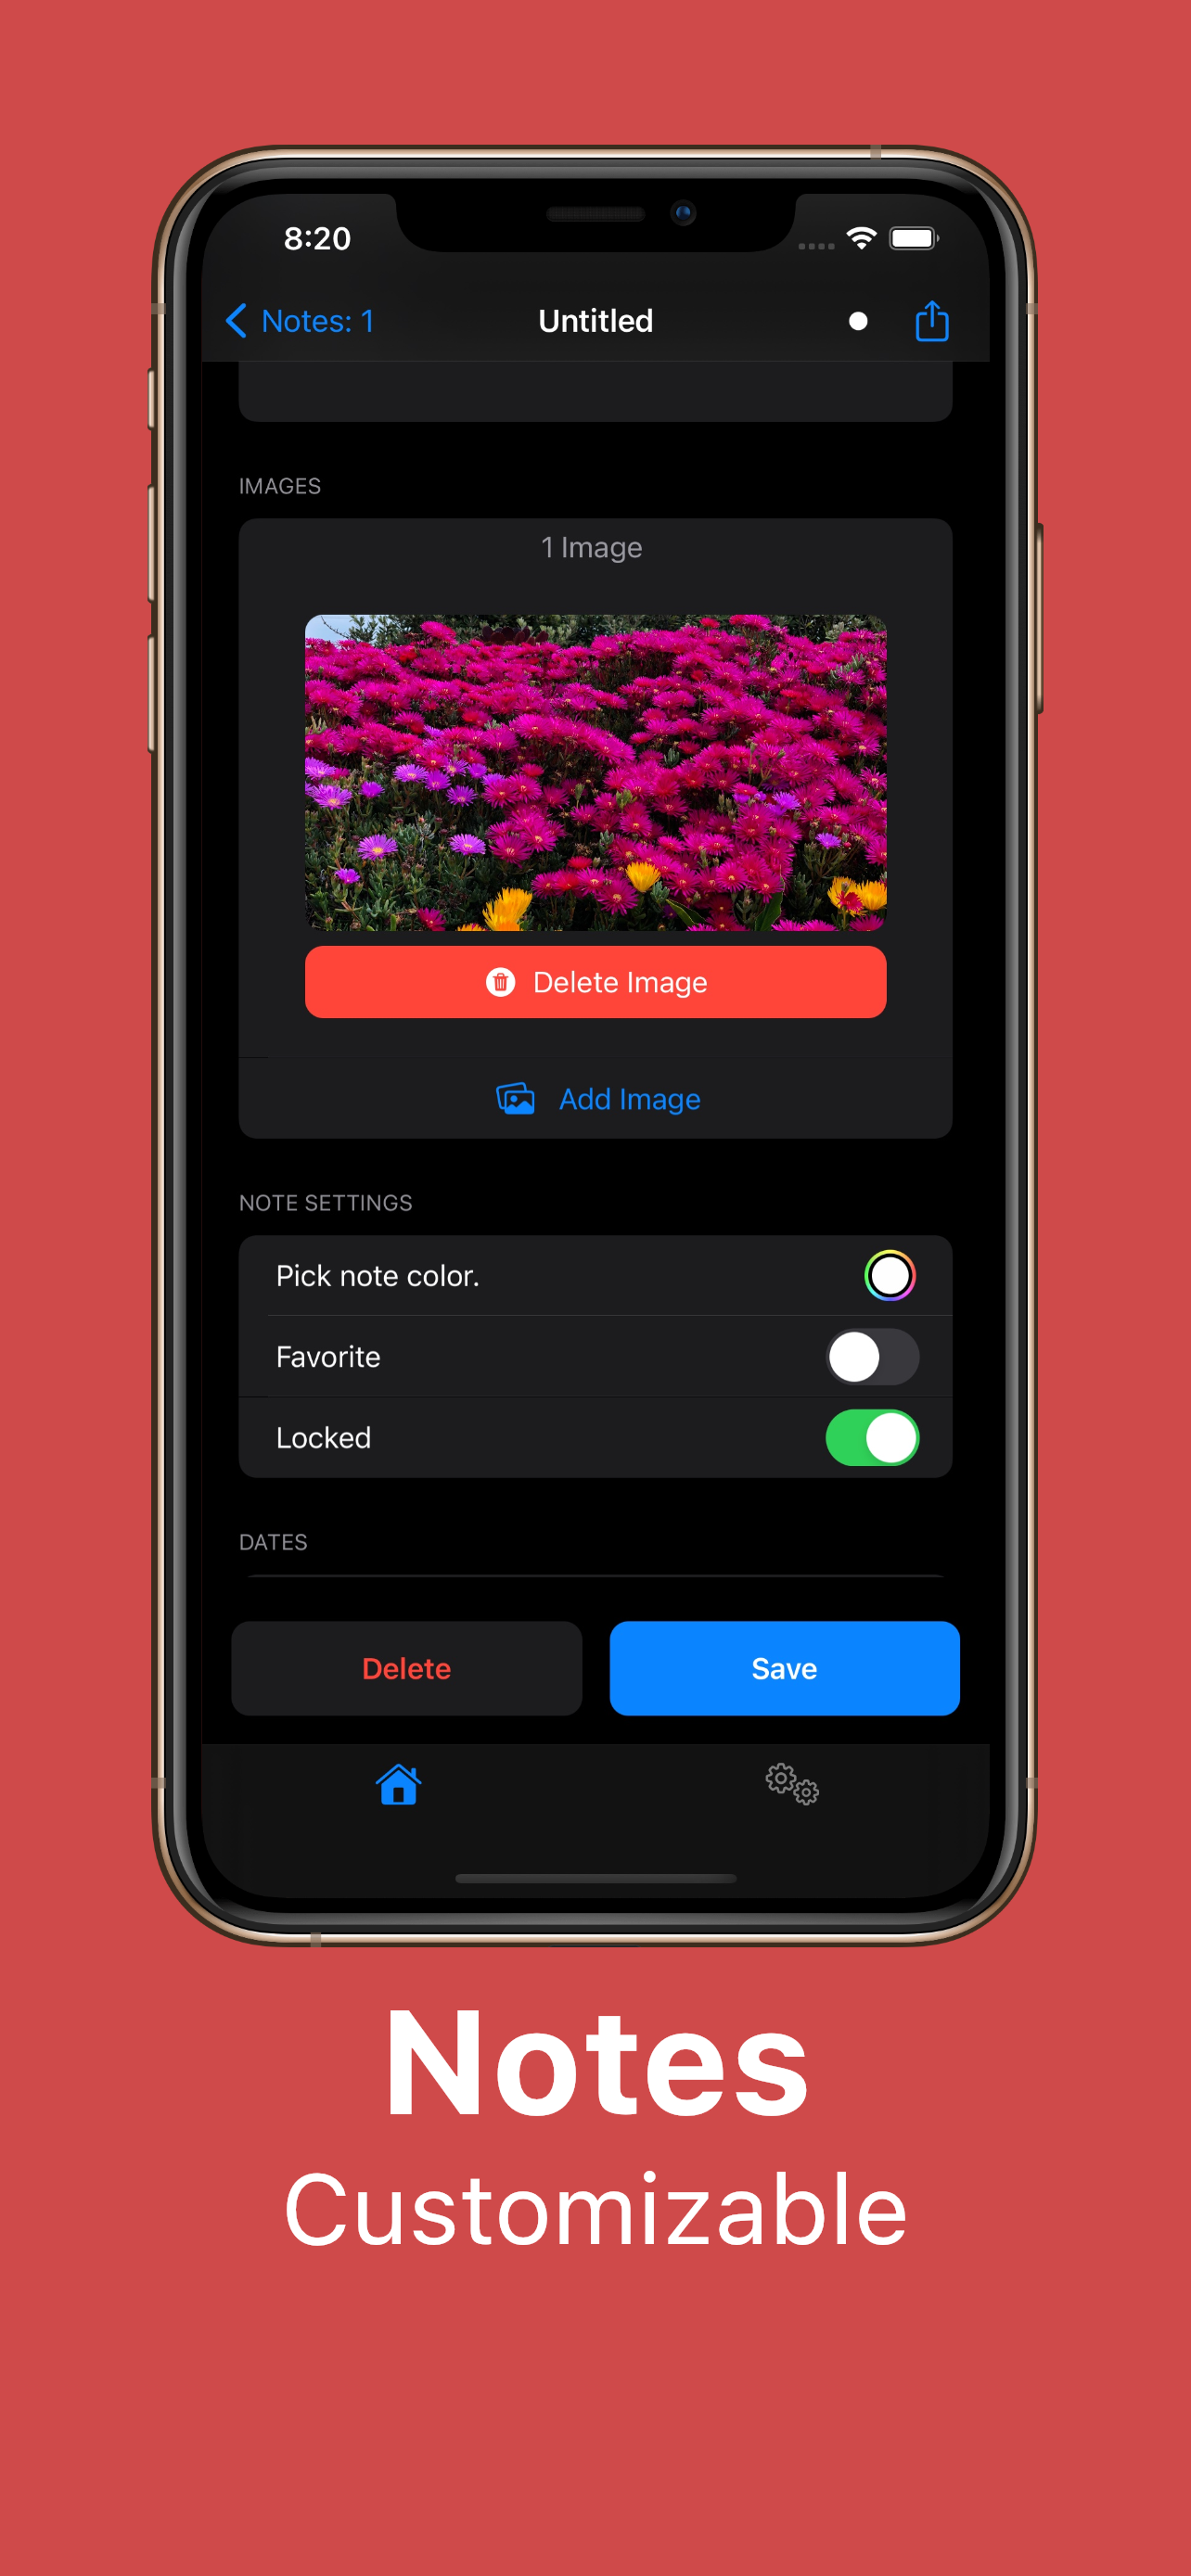 8:20
Notes: 1
Untitled
IMAGES
1 Image
Delete Image
Add Image
NOTE SETTINGS
Pick note color.
Favorite
Locked
DATES
Delete
Save
Notes
Customizable